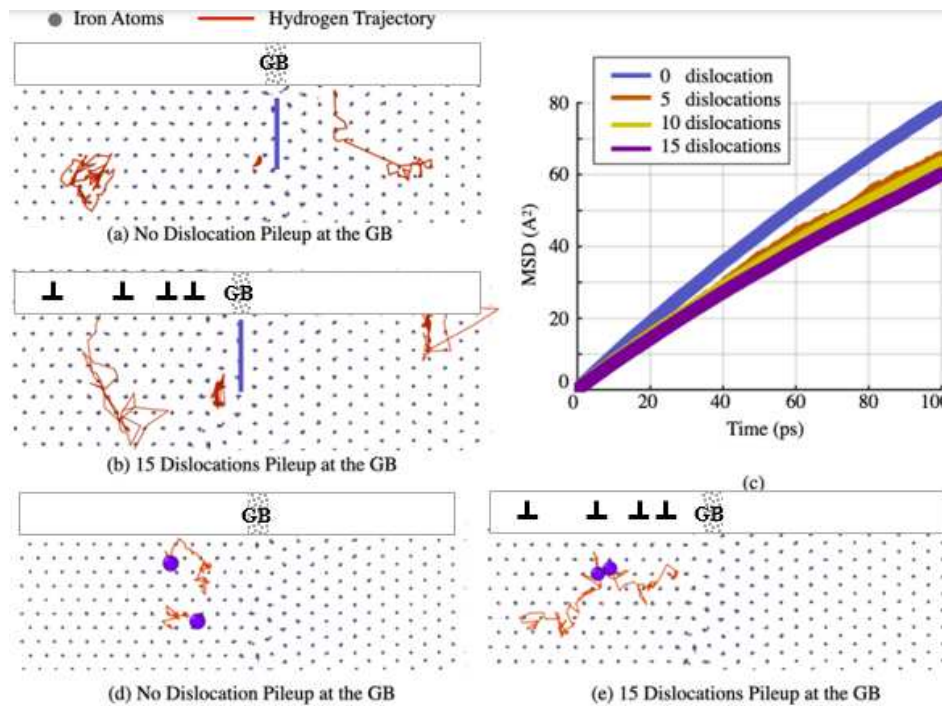 Iron Atoms Hydrogen Trajectory
GB
(a) No Dislocation Pileup at the GB
GB
(b) 15 Dislocations Pileup at the GB
0 dislocation
5 dislocations
10 dislocations
15 dislocations
80
60
40
20
0
MSD (A²)
0 20 40 60 80 100
Time (ps)
(c)
GB
(d) No Dislocation Pileup at the GB
GB
(e) 15 Dislocations Pileup at the GB